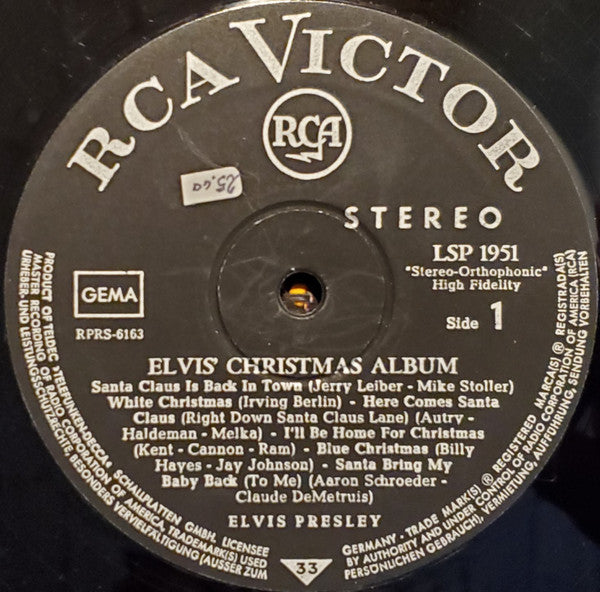 RCA VICTOR
RCA
25,00
STEREO
LSP 1951
"Stereo-Orthophonic"
High Fidelity
GEMA
RPRS-6163
Side 1
ELVIS' CHRISTMAS ALBUM
Santa Claus Is Back In Town (Jerry Leiber - Mike Stoller)
White Christmas (Irving Berlin) - Here Comes Santa
Claus (Right Down Santa Claus Lane) (Autry -
Haldeman - Melka) - I'll Be Home For Christmas
(Kent - Cannon - Ram) - Blue Christmas (Billy
Hayes - Jay Johnson) - Santa Bring My
Baby Back (To Me) (Aaron Schroeder -
Claude DeMetruis)
ELVIS PRESLEY
33
PRODUCT OF TELDEC »TELEFUNKEN-DECCA« SCHALLPLATTEN GMBH. LICENSEE
MASTER RECORDING OF RADIO CORPORATION OF AMERICA, TRADEMARK(S) USED
URHEBER- UND LEISTUNGSSCHUTZRECHTE, BESONDERS VERVIELFÄLTIGUNG (AUSSER ZUM
GERMANY - TRADE MARK(S) ® REGISTERED MARCA(S) ® REGISTRADA(S)
BY AUTHORITY AND UNDER CONTROL OF RADIO CORPORATION OF AMERICA (RCA)
PERSÖNLICHEN GEBRAUCH), VERMIETUNG, AUFFÜHRUNG, SENDUNG VORBEHALTEN